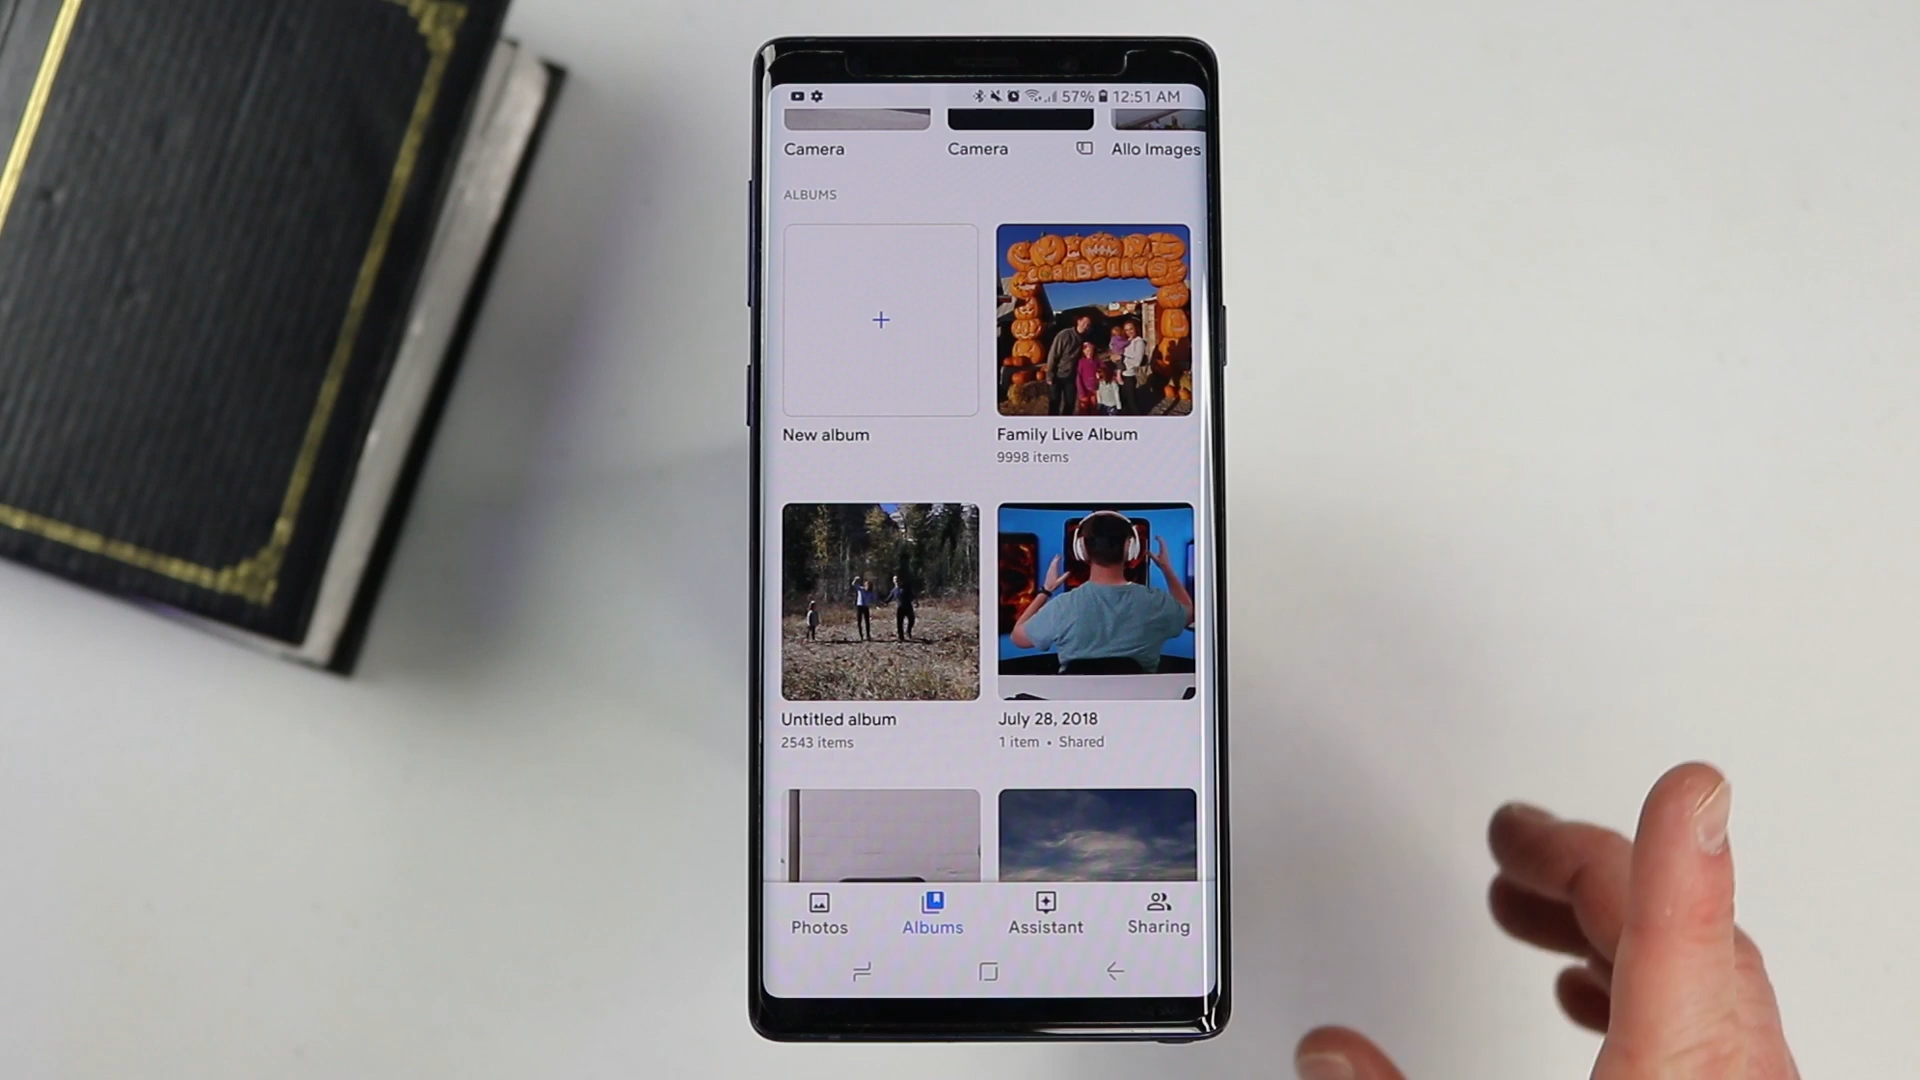 57% 12:51 AM
Camera Camera Allo Images
ALBUMS
New album
Family Live Album
9998 items
Untitled album
2543 items
July 28, 2018
1 item • Shared
Photos Albums Assistant Sharing